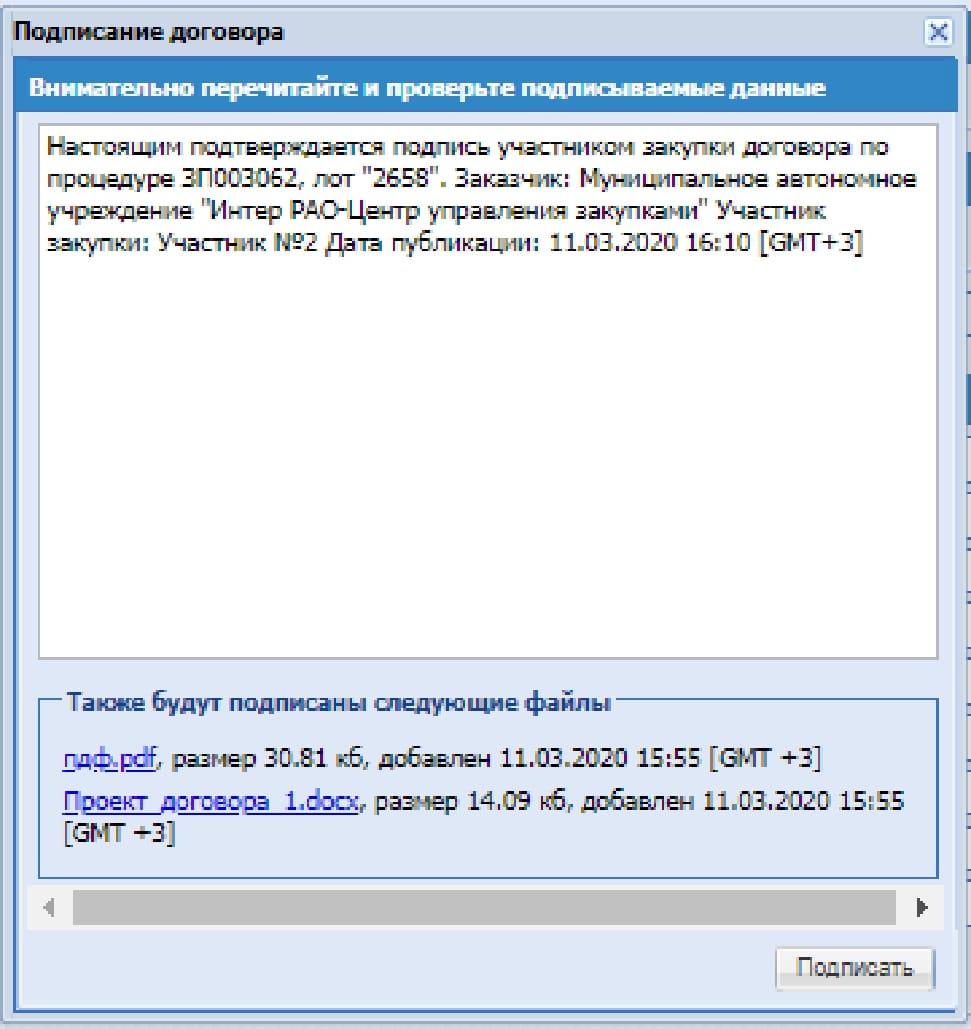 Подписание договора
Внимательно перечитайте и проверьте подписываемые данные
Настоящим подтверждается подпись участником закупки договора по
процедуре ЗП003062, лот "2658". Заказчик: Муниципальное автономное
учреждение "Интер РАО-Центр управления закупками" Участник
закупки: Участник №2 Дата публикации: 11.03.2020 16:10 [GMT+3]
Также будут подписаны следующие файлы
пдф.pdf, размер 30.81 кб, добавлен 11.03.2020 15:55 [GMT +3]
Проект_договора_1.docx, размер 14.09 кб, добавлен 11.03.2020 15:55
[GMT +3]
Подписать